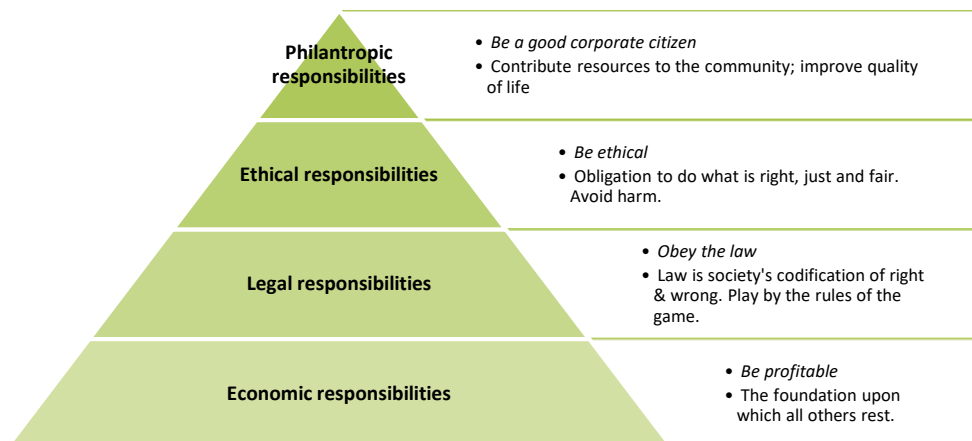 Philantropic
responsibilities
• Be a good corporate citizen
• Contribute resources to the community; improve quality
of life
Ethical responsibilities
• Be ethical
• Obligation to do what is right, just and fair.
Avoid harm.
Legal responsibilities
• Obey the law
• Law is society's codification of right
& wrong. Play by the rules of the
game.
Economic responsibilities
• Be profitable
• The foundation upon
which all others rest.